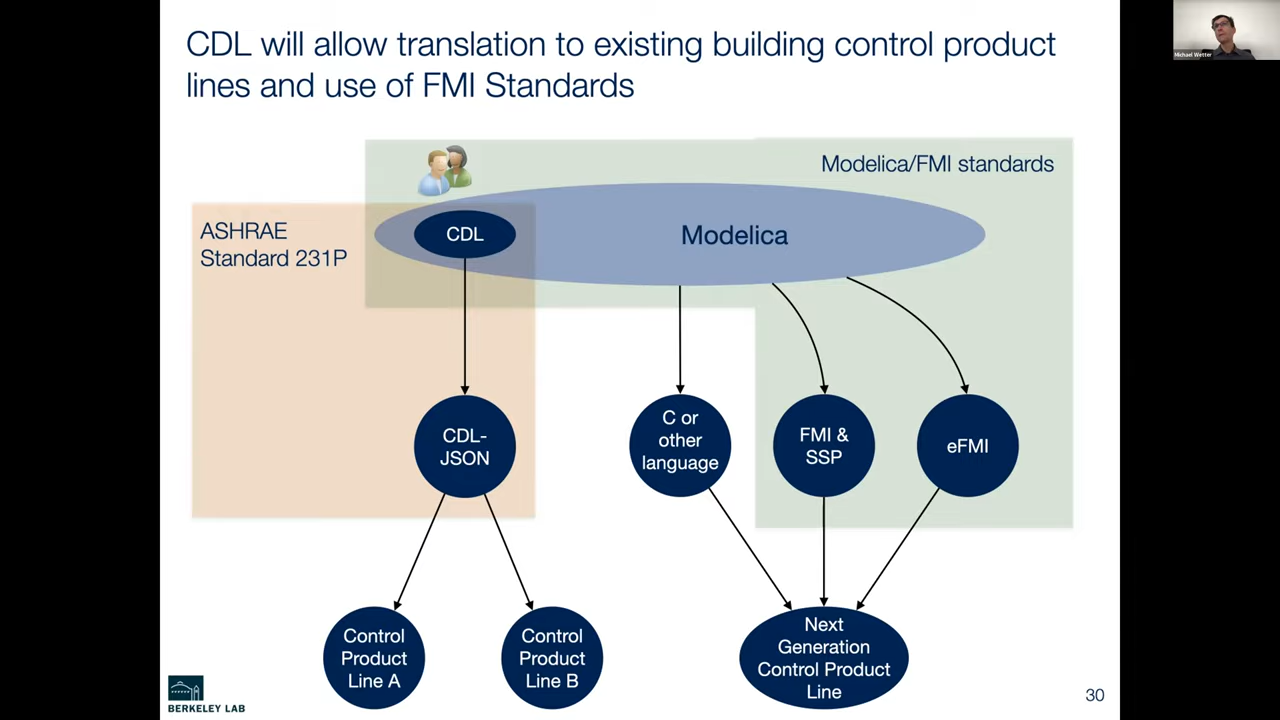 CDL will allow translation to existing building control product
lines and use of FMI Standards
Michael Wetter
Modelica/FMI standards
ASHRAE
Standard 231P
CDL
Modelica
CDL-
JSON
C or
other
language
FMI &
SSP
eFMI
Control
Product
Line A
Control
Product
Line B
Next
Generation
Control Product
Line
BERKELEY LAB
30